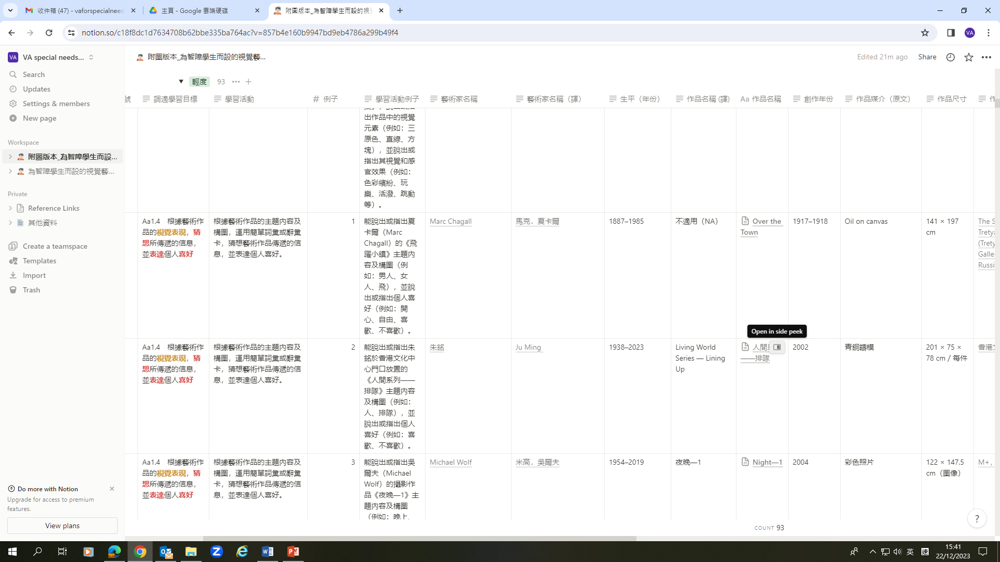 收件箱 (47) - vaforspecialneed
主頁 - Google 雲端硬碟
附圖版本_為智障學生而設的視
notion.so/c18f8dc1d7634708b62bbe335ba764ac?v=857b4e160b9947bd9eb4786a299b49f4
VA
VA
VA special needs...
附圖版本_為智障學生而設的視覺藝...
Edited 21m ago
Share
Search
Updates
Settings & members
New page
Workspace
附圖版本_為智障學生而設...
為智障學生而設的視覺藝...
Private
Reference Links
其他資料
Create a teamspace
Templates
Import
Trash
Do more with Notion
Upgrade for access to premium
features.
View plans
輕度
93
號
調適學習目標
學習活動
# 例子
學習活動例子
藝術家名稱
藝術家名稱（譯）
生平（年份）
作品名稱 (譯)
Aa 作品名稱
創作年份
作品媒介（原文）
作品尺寸
作
出作品中的視覺
元素（例如：三
原色、直線、方
塊），並說出或
指出其視覺和感
官效果（例如：
色彩繽紛、玩
樂、活潑、跳動
等）。
Aa1.4 根據藝術作
品的視覺表現，猜
想所傳遞的信息，
並表達個人喜好
根據藝術作品的主題內容及
構圖，運用簡單詞彙或辭彙
卡，猜想藝術作品傳遞的信
息，並表達個人喜好。
1
能說出或指出夏
卡爾（Marc
Chagall）的《飛
躍小鎮》主題內
容及構圖（例
如：男人、女
人、飛），並說
出或指出個人喜
好（例如：開
心、自由、喜
歡、不喜歡）。
Marc Chagall
馬克．夏卡爾
1887–1985
不適用（NA）
Over the
Town
1917–1918
Oil on canvas
141 × 197
cm
The S
Tretya
(Trety
Galle
Russi
Open in side peek
Aa1.4 根據藝術作
品的視覺表現，猜
想所傳遞的信息，
並表達個人喜好
根據藝術作品的主題內容及
構圖，運用簡單詞彙或辭彙
卡，猜想藝術作品傳遞的信
息，並表達個人喜好。
2
能說出或指出朱
銘於香港文化中
心門口放置的
《人間系列——
排隊》主題內容
及構圖（例如：
人、排隊），並
說出或指出個人
喜好（例如：喜
歡、不喜歡）。
朱銘
Ju Ming
1938–2023
Living World
Series — Lining
Up
人間
——排隊
2002
青銅鑄模
201 × 75 ×
78 cm / 每件
香港
Aa1.4 根據藝術作
品的視覺表現，猜
想所傳遞的信息，
並表達個人喜好
根據藝術作品的主題內容及
構圖，運用簡單詞彙或辭彙
卡，猜想藝術作品傳遞的信
息，並表達個人喜好。
3
能說出或指出吳
爾夫（Michael
Wolf）的攝影作
品《夜晚—1》主
題內容及構圖
（例如：晚上、
Michael Wolf
米高．吳爾夫
1954–2019
夜晚—1
Night—1
2004
彩色照片
122 × 147.5
cm（圖像）
M+,
COUNT 93
?
英
速
15:41
22/12/2023